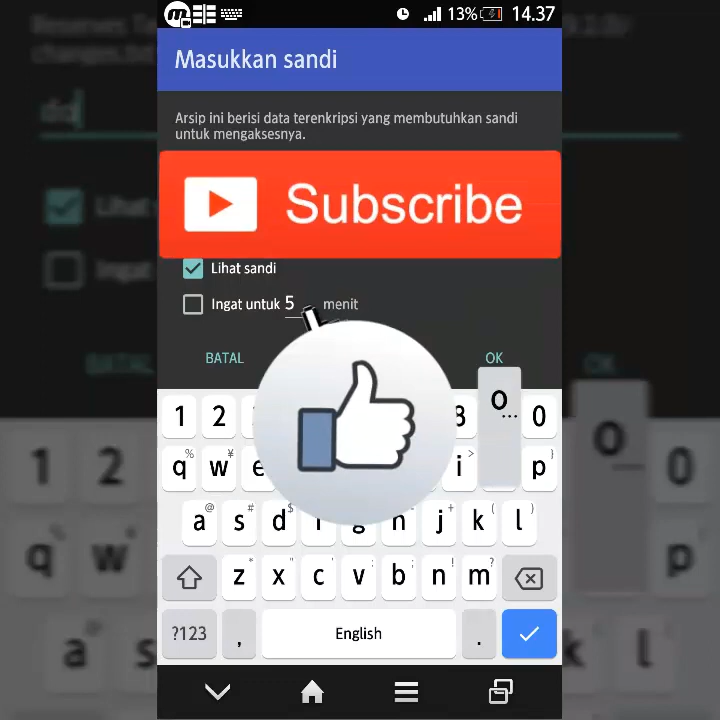 13% 14.37
Masukkan sandi
Arsip ini berisi data terenkripsi yang membutuhkan sandi
untuk mengaksesnya.
Subscribe
Lihat sandi
Ingat untuk 5 menit
BATAL OK
1 2 8 o... 0
q % w ¥ e i > p }
a @ s # d $ f g h j + k ( l )
z * x " c ' v : b ; n ! m ?
?123 , English .